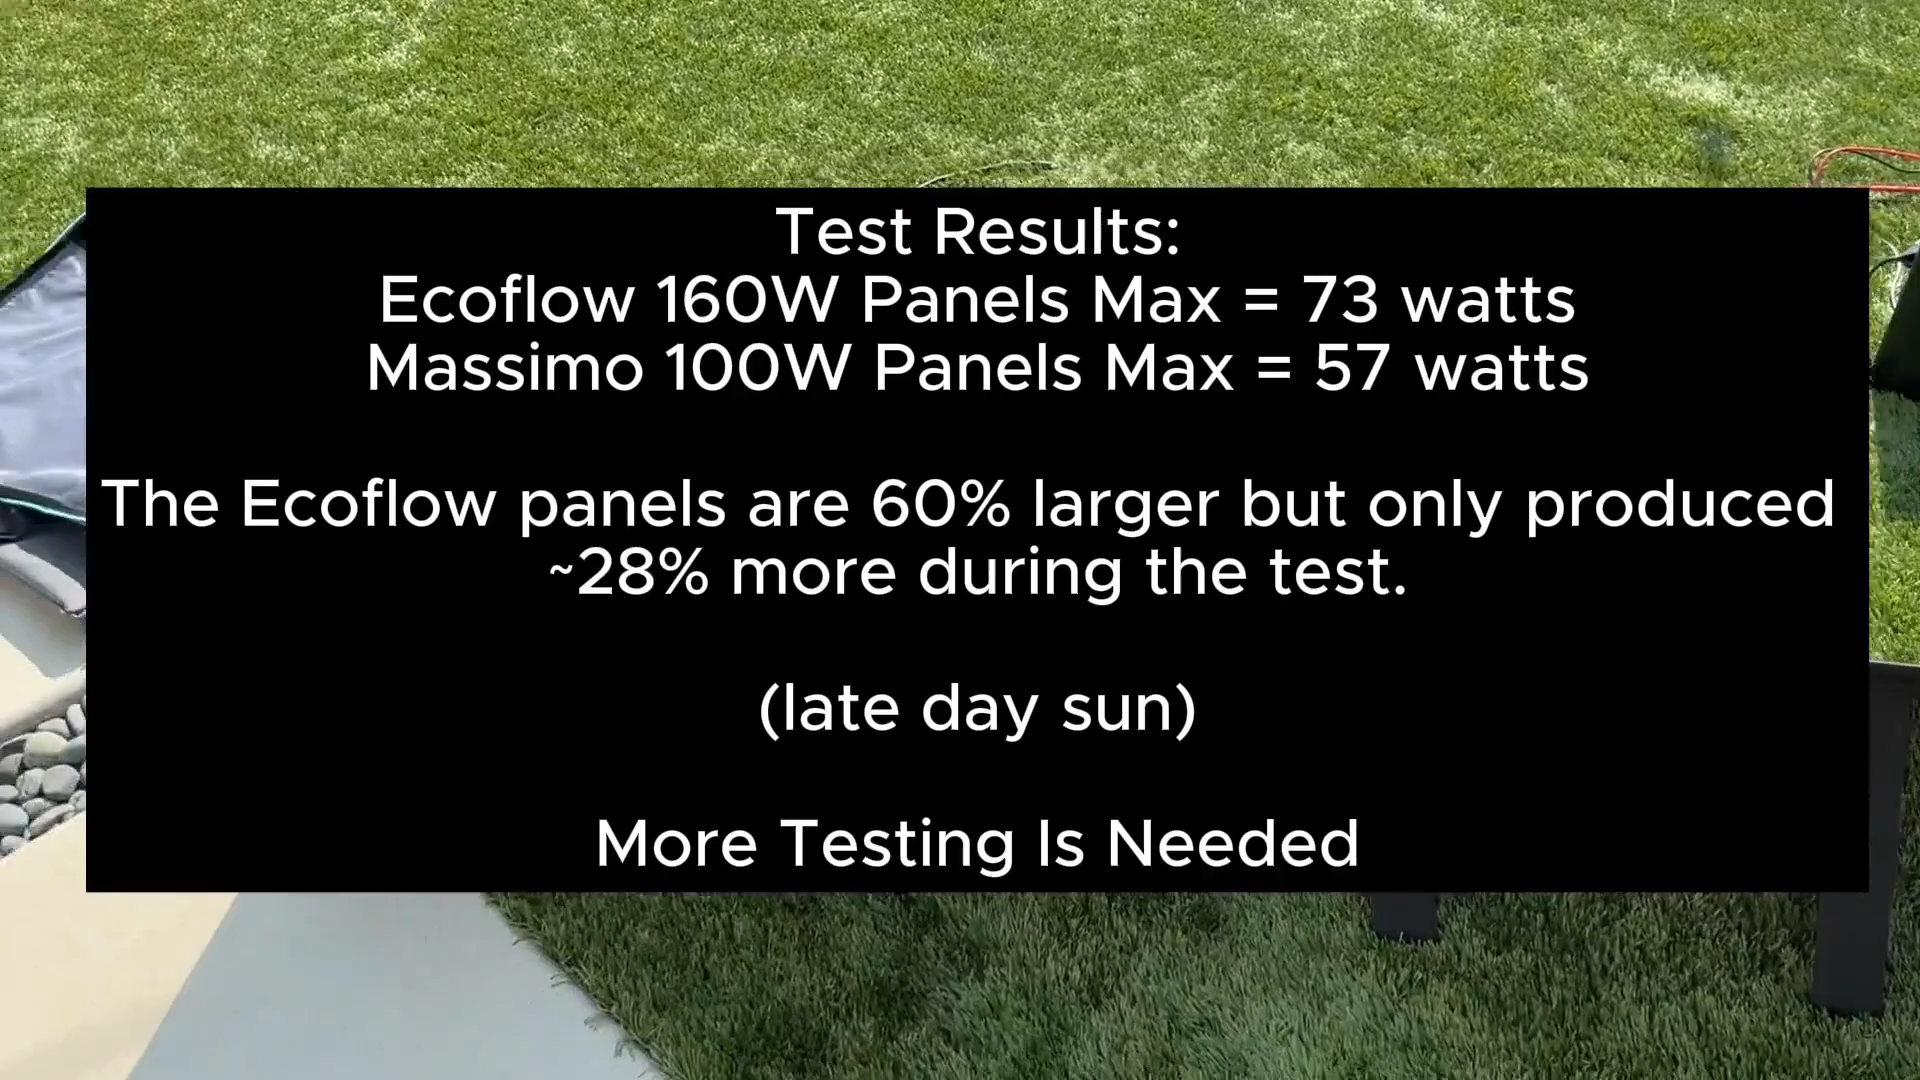 Test Results:
Ecoflow 160W Panels Max = 73 watts
Massimo 100W Panels Max = 57 watts
The Ecoflow panels are 60% larger but only produced
~28% more during the test.
(late day sun)
More Testing Is Needed